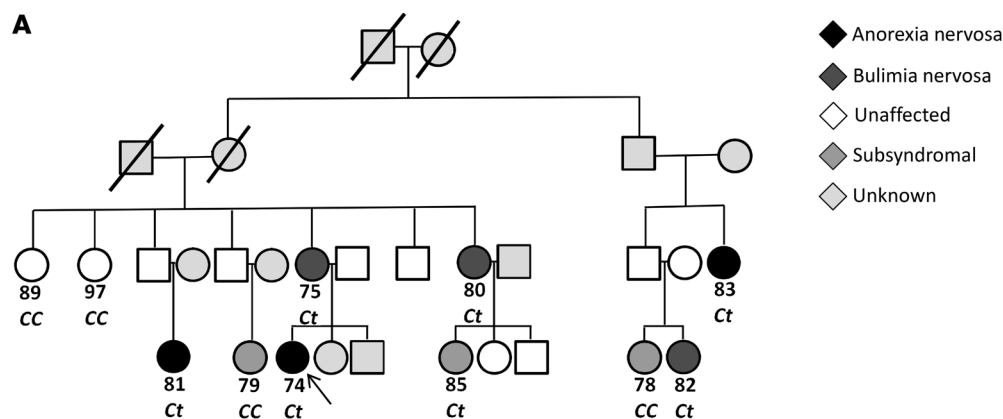 A
Anorexia nervosa
Bulimia nervosa
Unaffected
Subsyndromal
Unknown
89 97 75 80 83
CC CC Ct Ct Ct
81 79 74 85 78 82
Ct CC Ct Ct CC Ct